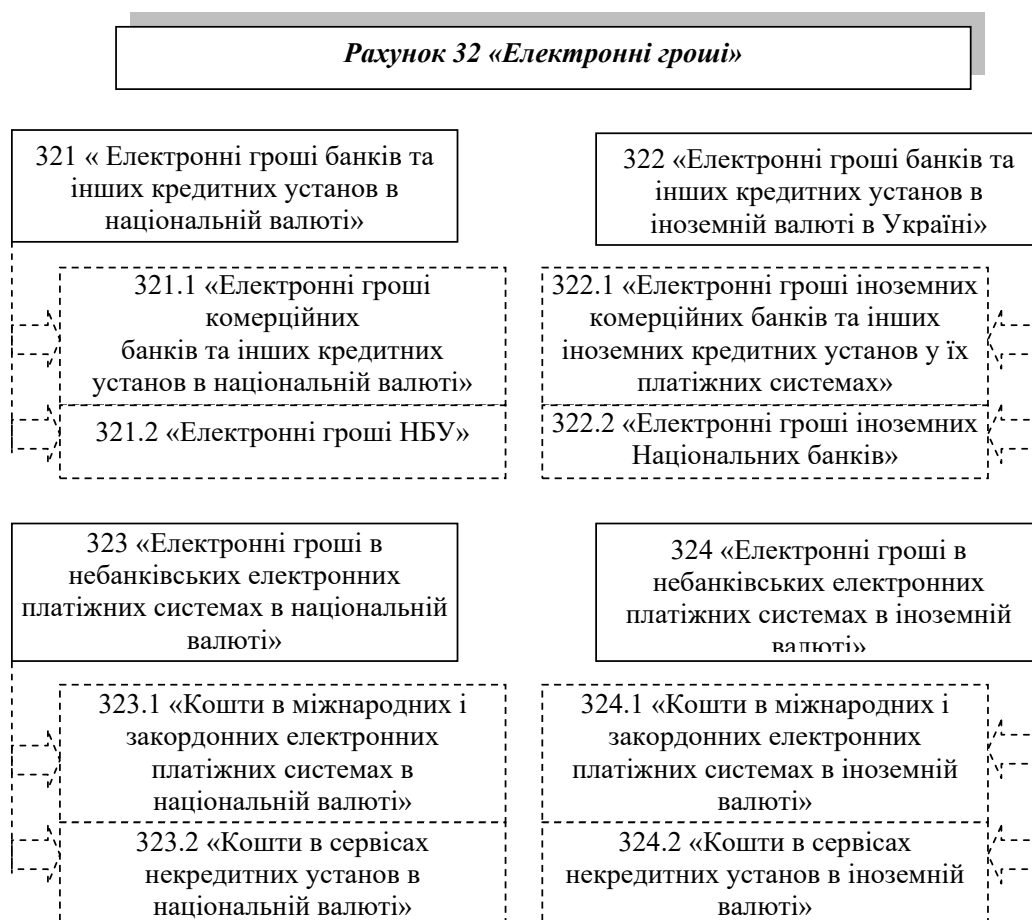 Рахунок 32 «Електронні гроші»
321 « Електронні гроші банків та
інших кредитних установ в
національній валюті»
322 «Електронні гроші банків та
інших кредитних установ в
іноземній валюті в Україні»
321.1 «Електронні гроші
комерційних
банків та інших кредитних
установ в національній валюті»
322.1 «Електронні гроші іноземних
комерційних банків та інших
іноземних кредитних установ у їх
платіжних системах»
321.2 «Електронні гроші НБУ»
322.2 «Електронні гроші іноземних
Національних банків»
323 «Електронні гроші в
небанківських електронних
платіжних системах в національній
валюті»
324 «Електронні гроші в
небанківських електронних
платіжних системах в іноземній
валюті»
323.1 «Кошти в міжнародних і
закордонних електронних
платіжних системах в
національній валюті»
324.1 «Кошти в міжнародних і
закордонних електронних
платіжних системах в іноземній
валюті»
323.2 «Кошти в сервісах
некредитних установ в
національній валюті»
324.2 «Кошти в сервісах
некредитних установ в іноземній
валюті»